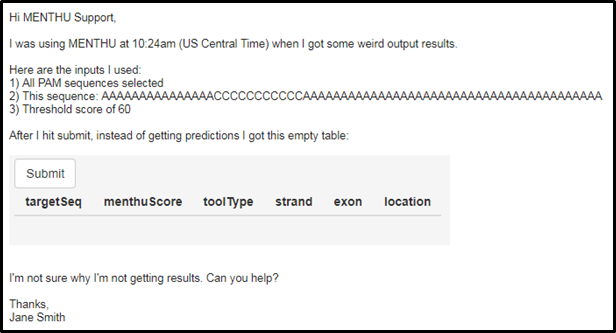 Hi MENTHU Support,
I was using MENTHU at 10:24am (US Central Time) when I got some weird output results.
Here are the inputs I used:
1) All PAM sequences selected
2) This sequence: AAAAAAAAAAAAAAACCCCCCCCCCCCAAAAAAAAAAAAAAAAAAAAAAAAAAAAAAAAAAAAAAAA
3) Threshold score of 60
After I hit submit, instead of getting predictions I got this empty table:
Submit
targetSeq menthuScore toolType strand exon location
I'm not sure why I'm not getting results. Can you help?
Thanks,
Jane Smith